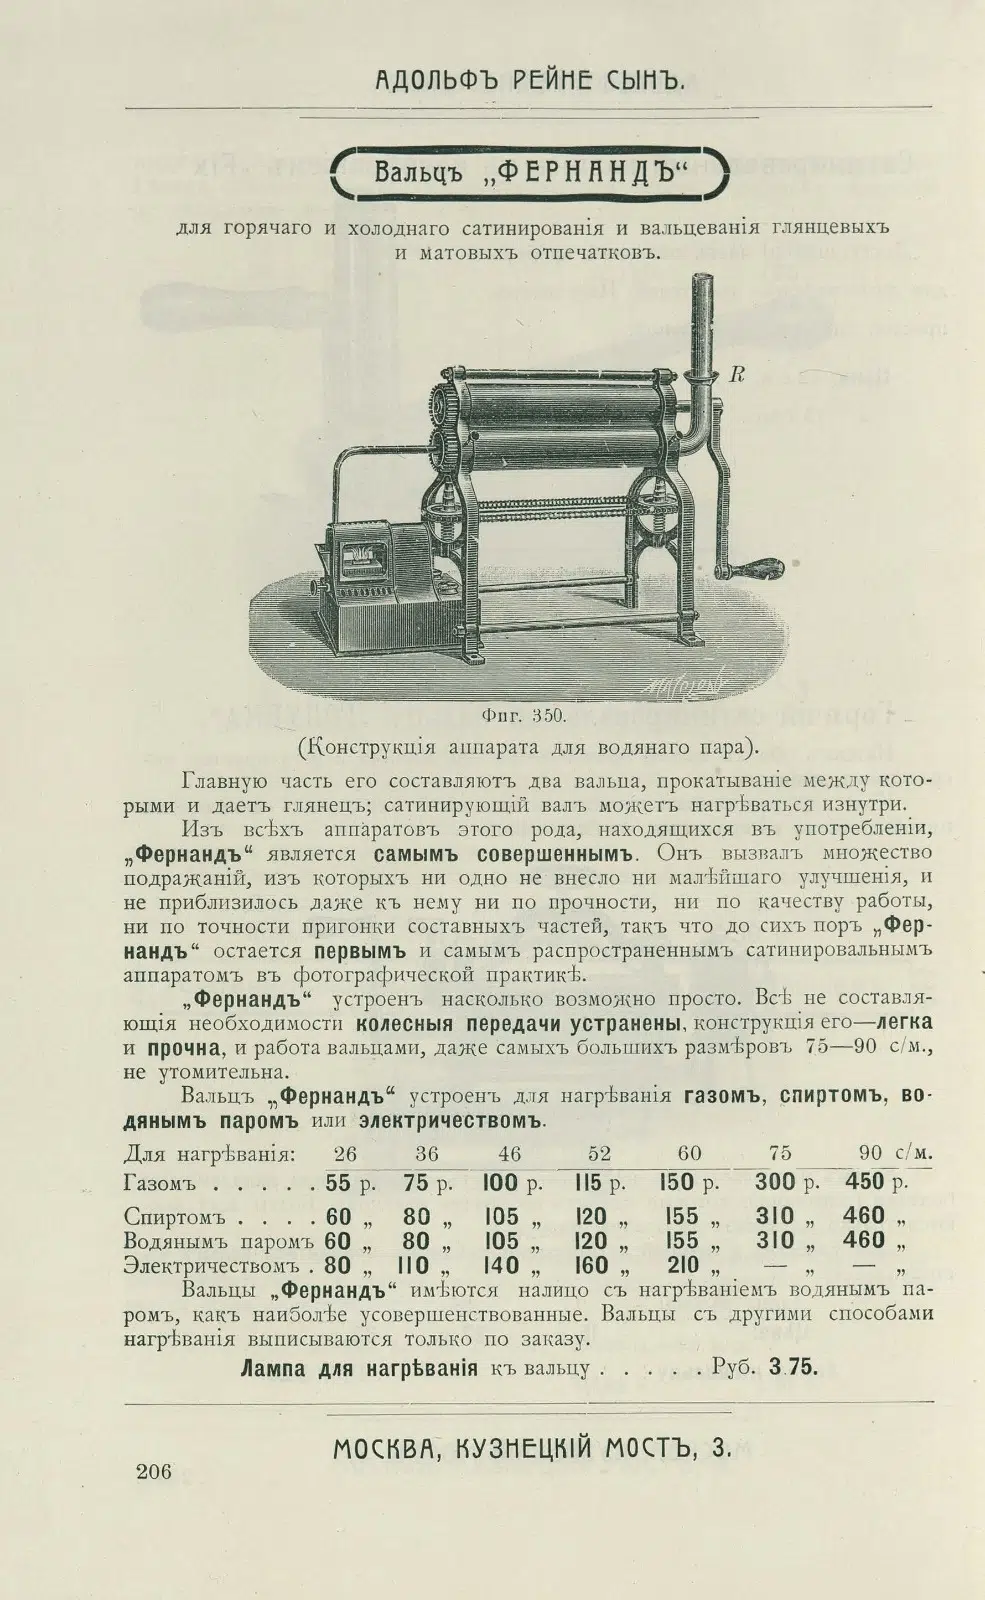 АДОЛЬФЪ РЕЙНЕ СЫНЪ.
Вальцъ „ФЕРНАНДЪ“
для горячаго и холоднаго сатинированія и вальцеванія глянцевыхъ
и матовыхъ отпечатковъ.
R
Фиг. 350.
(Конструкція аппарата для водянаго пара).
Главную часть его составляютъ два вальца, прокатываніе между кото-
рыми и даетъ глянецъ; сатинирующій валъ можетъ нагрѣваться изнутри.
Изъ всѣхъ аппаратовъ этого рода, находящихся въ употребленіи,
„Фернандъ“ является самымъ совершеннымъ. Онъ вызвалъ множество
подражаній, изъ которыхъ ни одно не внесло ни малѣйшаго улучшенія, и
не приблизилось даже къ нему ни по прочности, ни по качеству работы,
ни по точности пригонки составныхъ частей, такъ что до сихъ поръ „Фер-
нандъ“ остается первымъ и самымъ распространеннымъ сатинировальнымъ
аппаратомъ въ фотографической практикѣ.
„Фернандъ“ устроенъ насколько возможно просто. Всѣ не составля-
ющія необходимости колесныя передачи устранены, конструкція его—легка
и прочна, и работа вальцами, даже самыхъ большихъ размѣровъ 75—90 с/м.,
не утомительна.
Вальцъ „Фернандъ“ устроенъ для нагрѣванія газомъ, спиртомъ, во-
дянымъ паромъ или электричествомъ.
Для нагрѣванія: 26 36 46 52 60 75 90 с/м.
Газомъ . . . . . 55 р. 75 р. 100 р. 115 р. 150 р. 300 р. 450 р.
Спиртомъ . . . . 60 „ 80 „ 105 „ 120 „ 155 „ 310 „ 460 „
Водянымъ паромъ 60 „ 80 „ 105 „ 120 „ 155 „ 310 „ 460 „
Электричествомъ . 80 „ 110 „ 140 „ 160 „ 210 „ — „ — „
Вальцы „Фернандъ“ имѣются налицо съ нагрѣваніемъ водянымъ па-
ромъ, какъ наиболѣе усовершенствованные. Вальцы съ другими способами
нагрѣванія выписываются только по заказу.
Лампа для нагрѣванія къ вальцу . . . . . Руб. 3.75.
МОСКВА, КУЗНЕЦКІЙ МОСТЪ, 3.
206